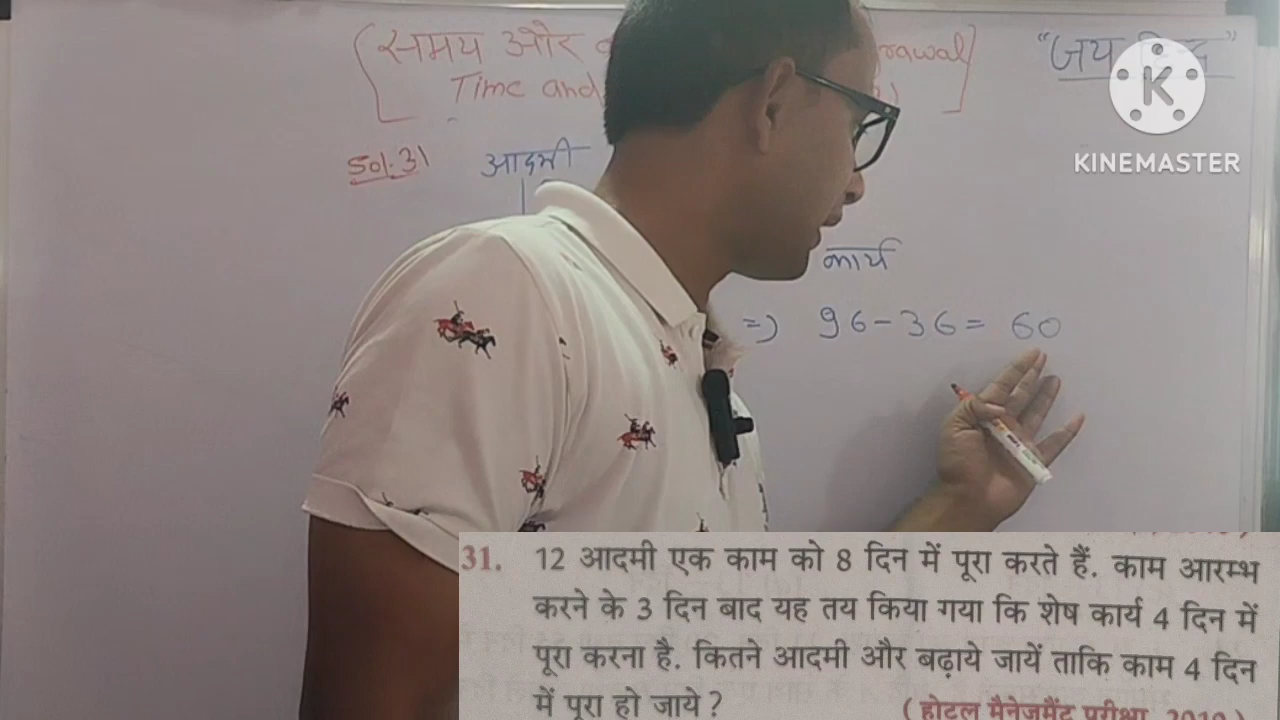 (समय और
rawal]
"जय
Time and
KINEMASTER
Sol.31 आदमी
कार्य
=) 96-36= 60
31. 12 आदमी एक काम को 8 दिन में पूरा करते हैं. काम आरम्भ
करने के 3 दिन बाद यह तय किया गया कि शेष कार्य 4 दिन में
पूरा करना है. कितने आदमी और बढ़ाये जायें ताकि काम 4 दिन
में पूरा हो जाये ?
( होटल मैनेजमैंट परीक्षा, 2010 )